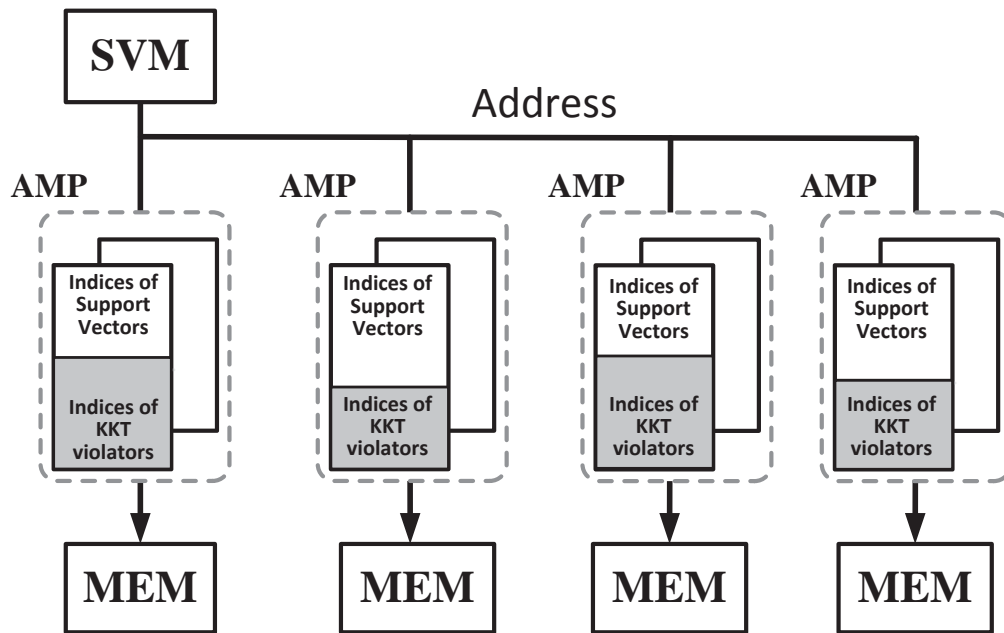 SVM
Address
AMP
AMP
AMP
AMP
Indices of
Support
Vectors
Indices of
KKT
violators
Indices of
Support
Vectors
Indices of
KKT
violators
Indices of
Support
Vectors
Indices of
KKT
violators
Indices of
Support
Vectors
Indices of
KKT
violators
MEM
MEM
MEM
MEM